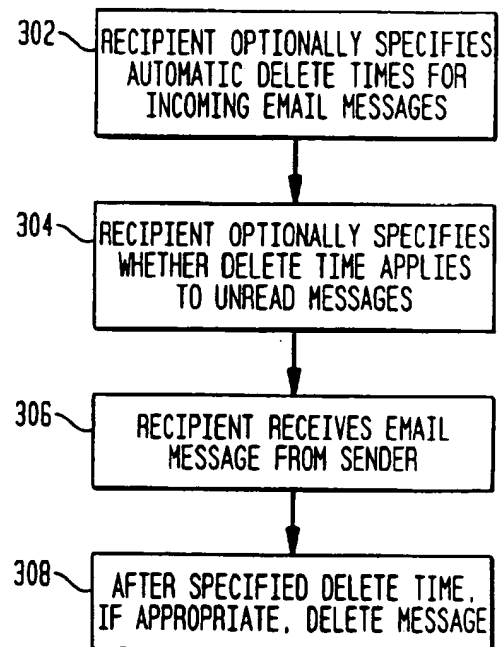 302
RECIPIENT OPTIONALLY SPECIFIES
AUTOMATIC DELETE TIMES FOR
INCOMING EMAIL MESSAGES
304
RECIPIENT OPTIONALLY SPECIFIES
WHETHER DELETE TIME APPLIES
TO UNREAD MESSAGES
306
RECIPIENT RECEIVES EMAIL
MESSAGE FROM SENDER
308
AFTER SPECIFIED DELETE TIME,
IF APPROPRIATE, DELETE MESSAGE